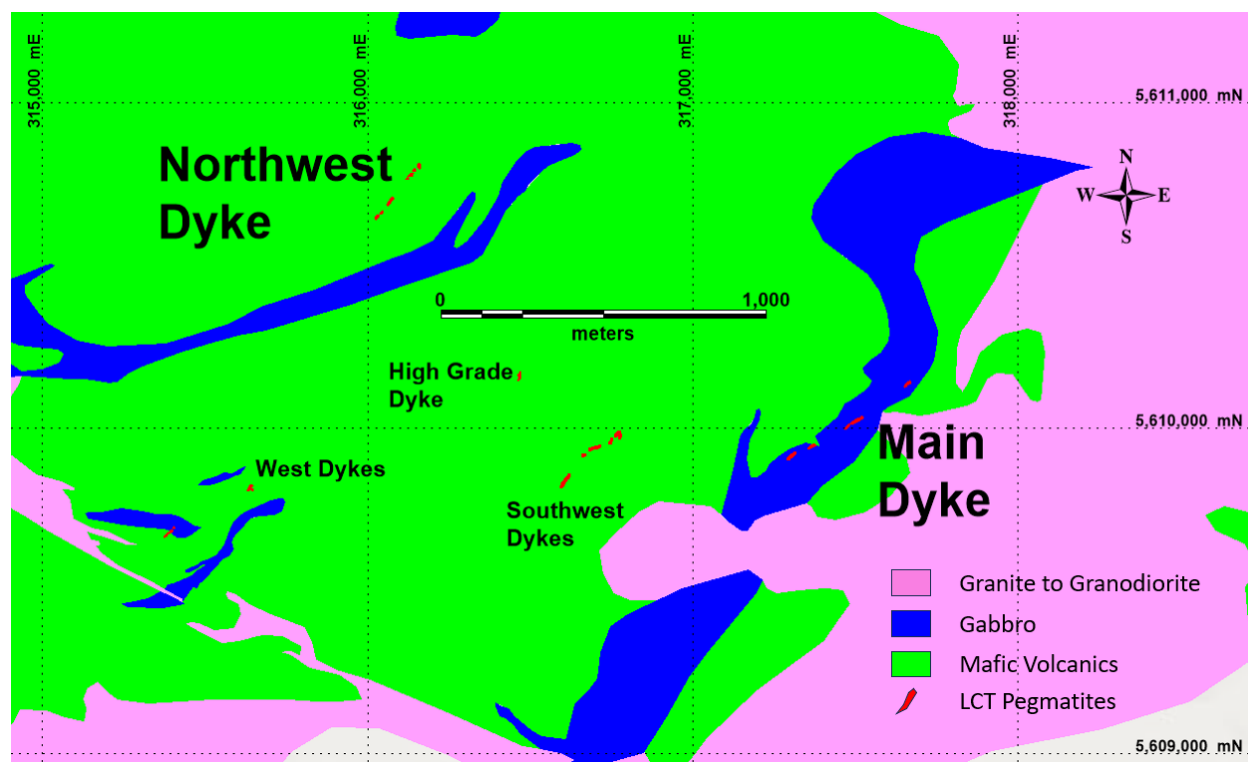 315,000 mE
316,000 mE
317,000 mE
318,000 mE
5,611,000 mN
Northwest
Dyke
N
W E
S
0 1,000
meters
High Grade
Dyke
5,610,000 mN
Main
Dyke
West Dykes
Southwest
Dykes
Granite to Granodiorite
Gabbro
Mafic Volcanics
LCT Pegmatites
5,609,000 mN